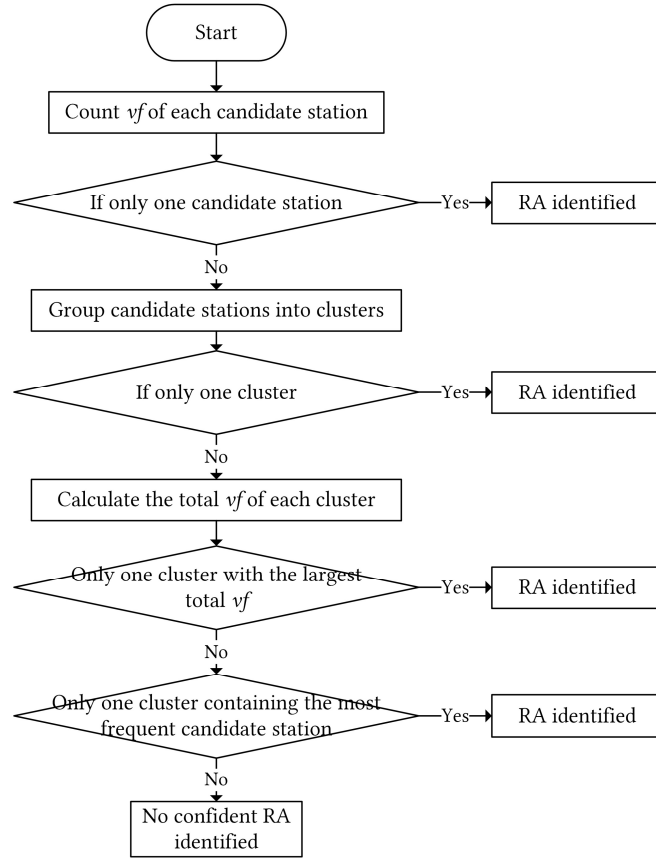 Start
Count vf of each candidate station
If only one candidate station
Yes
RA identified
No
Group candidate stations into clusters
If only one cluster
Yes
RA identified
No
Calculate the total vf of each cluster
Only one cluster with the largest
total vf
Yes
RA identified
No
Only one cluster containing the most
frequent candidate station
Yes
RA identified
No
No confident RA
identified